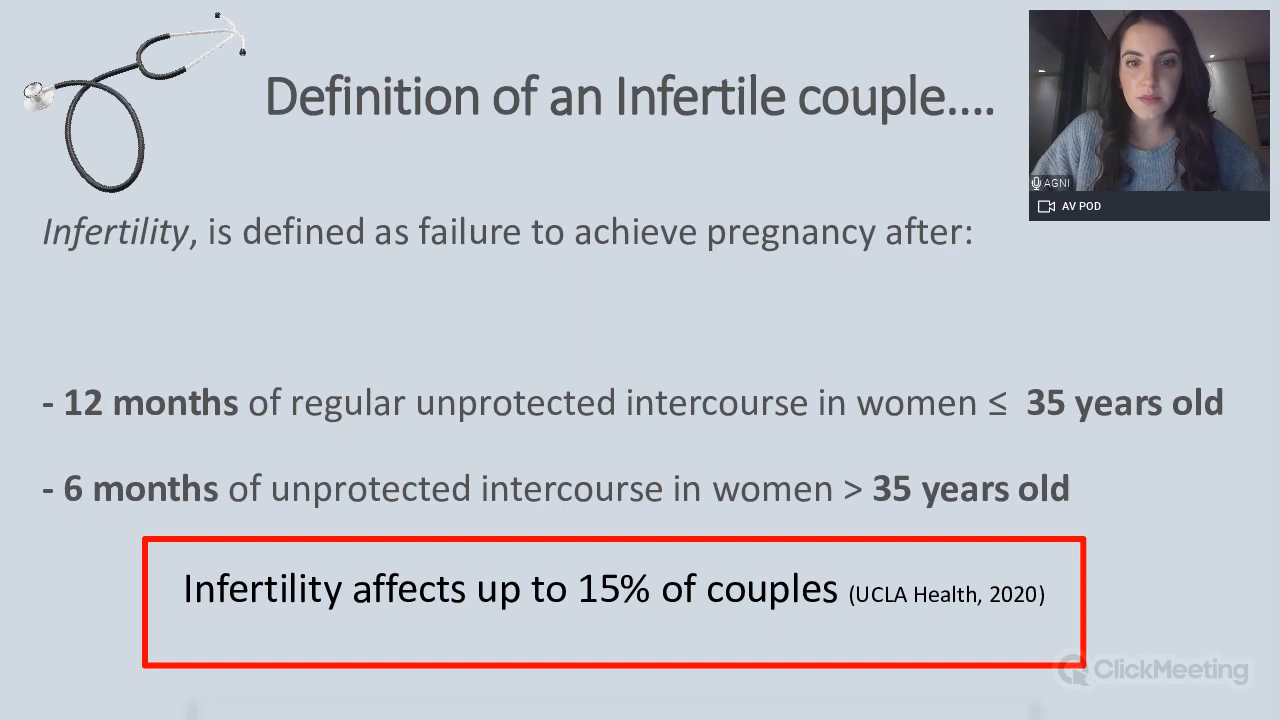 Definition of an Infertile couple....
AGNI
AV POD
Infertility, is defined as failure to achieve pregnancy after:
- 12 months of regular unprotected intercourse in women ≤ 35 years old
- 6 months of unprotected intercourse in women > 35 years old
Infertility affects up to 15% of couples (UCLA Health, 2020)
ClickMeeting